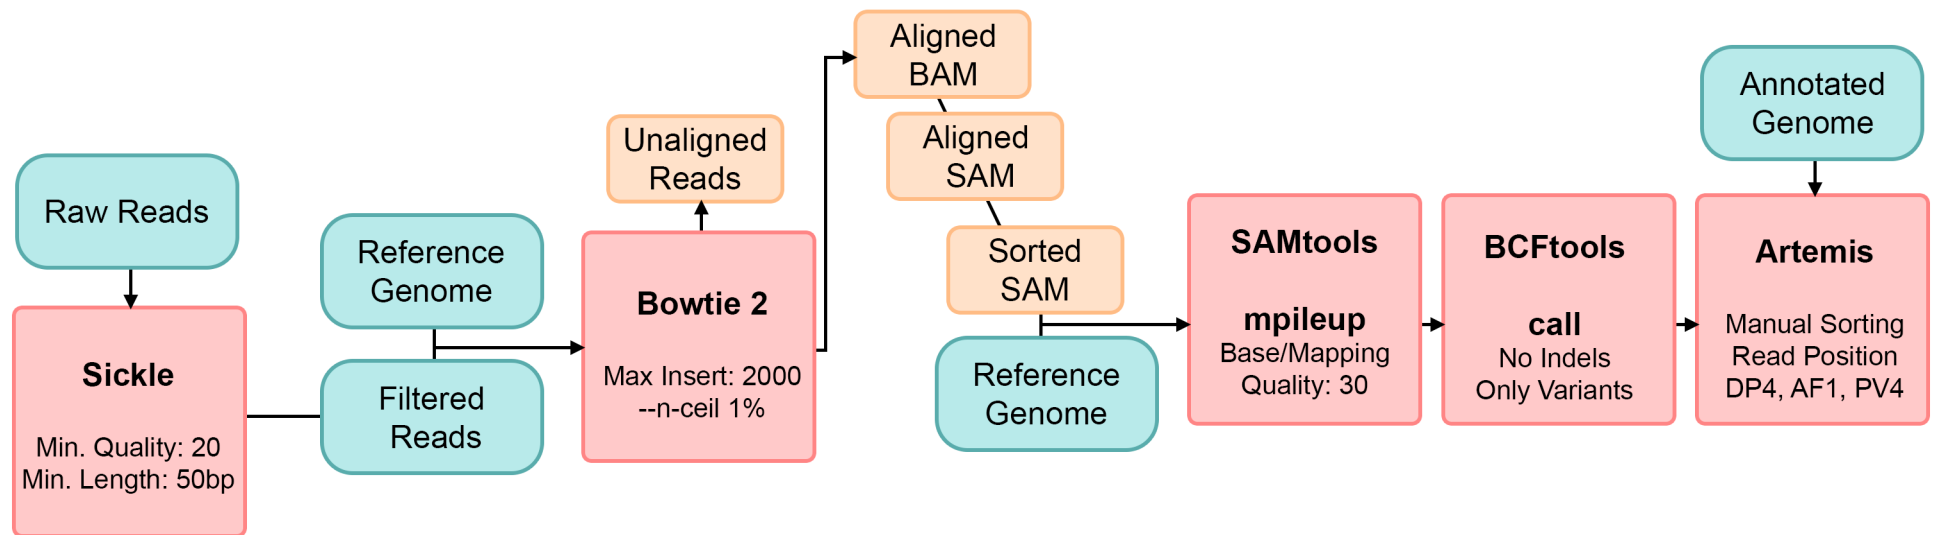 Raw Reads
Sickle
Min. Quality: 20
Min. Length: 50bp
Reference
Genome
Filtered
Reads
Unaligned
Reads
Bowtie 2
Max Insert: 2000
--n-ceil 1%
Aligned
BAM
Aligned
SAM
Sorted
SAM
Reference
Genome
SAMtools
mpileup
Base/Mapping
Quality: 30
BCFtools
call
No Indels
Only Variants
Annotated
Genome
Artemis
Manual Sorting
Read Position
DP4, AF1, PV4